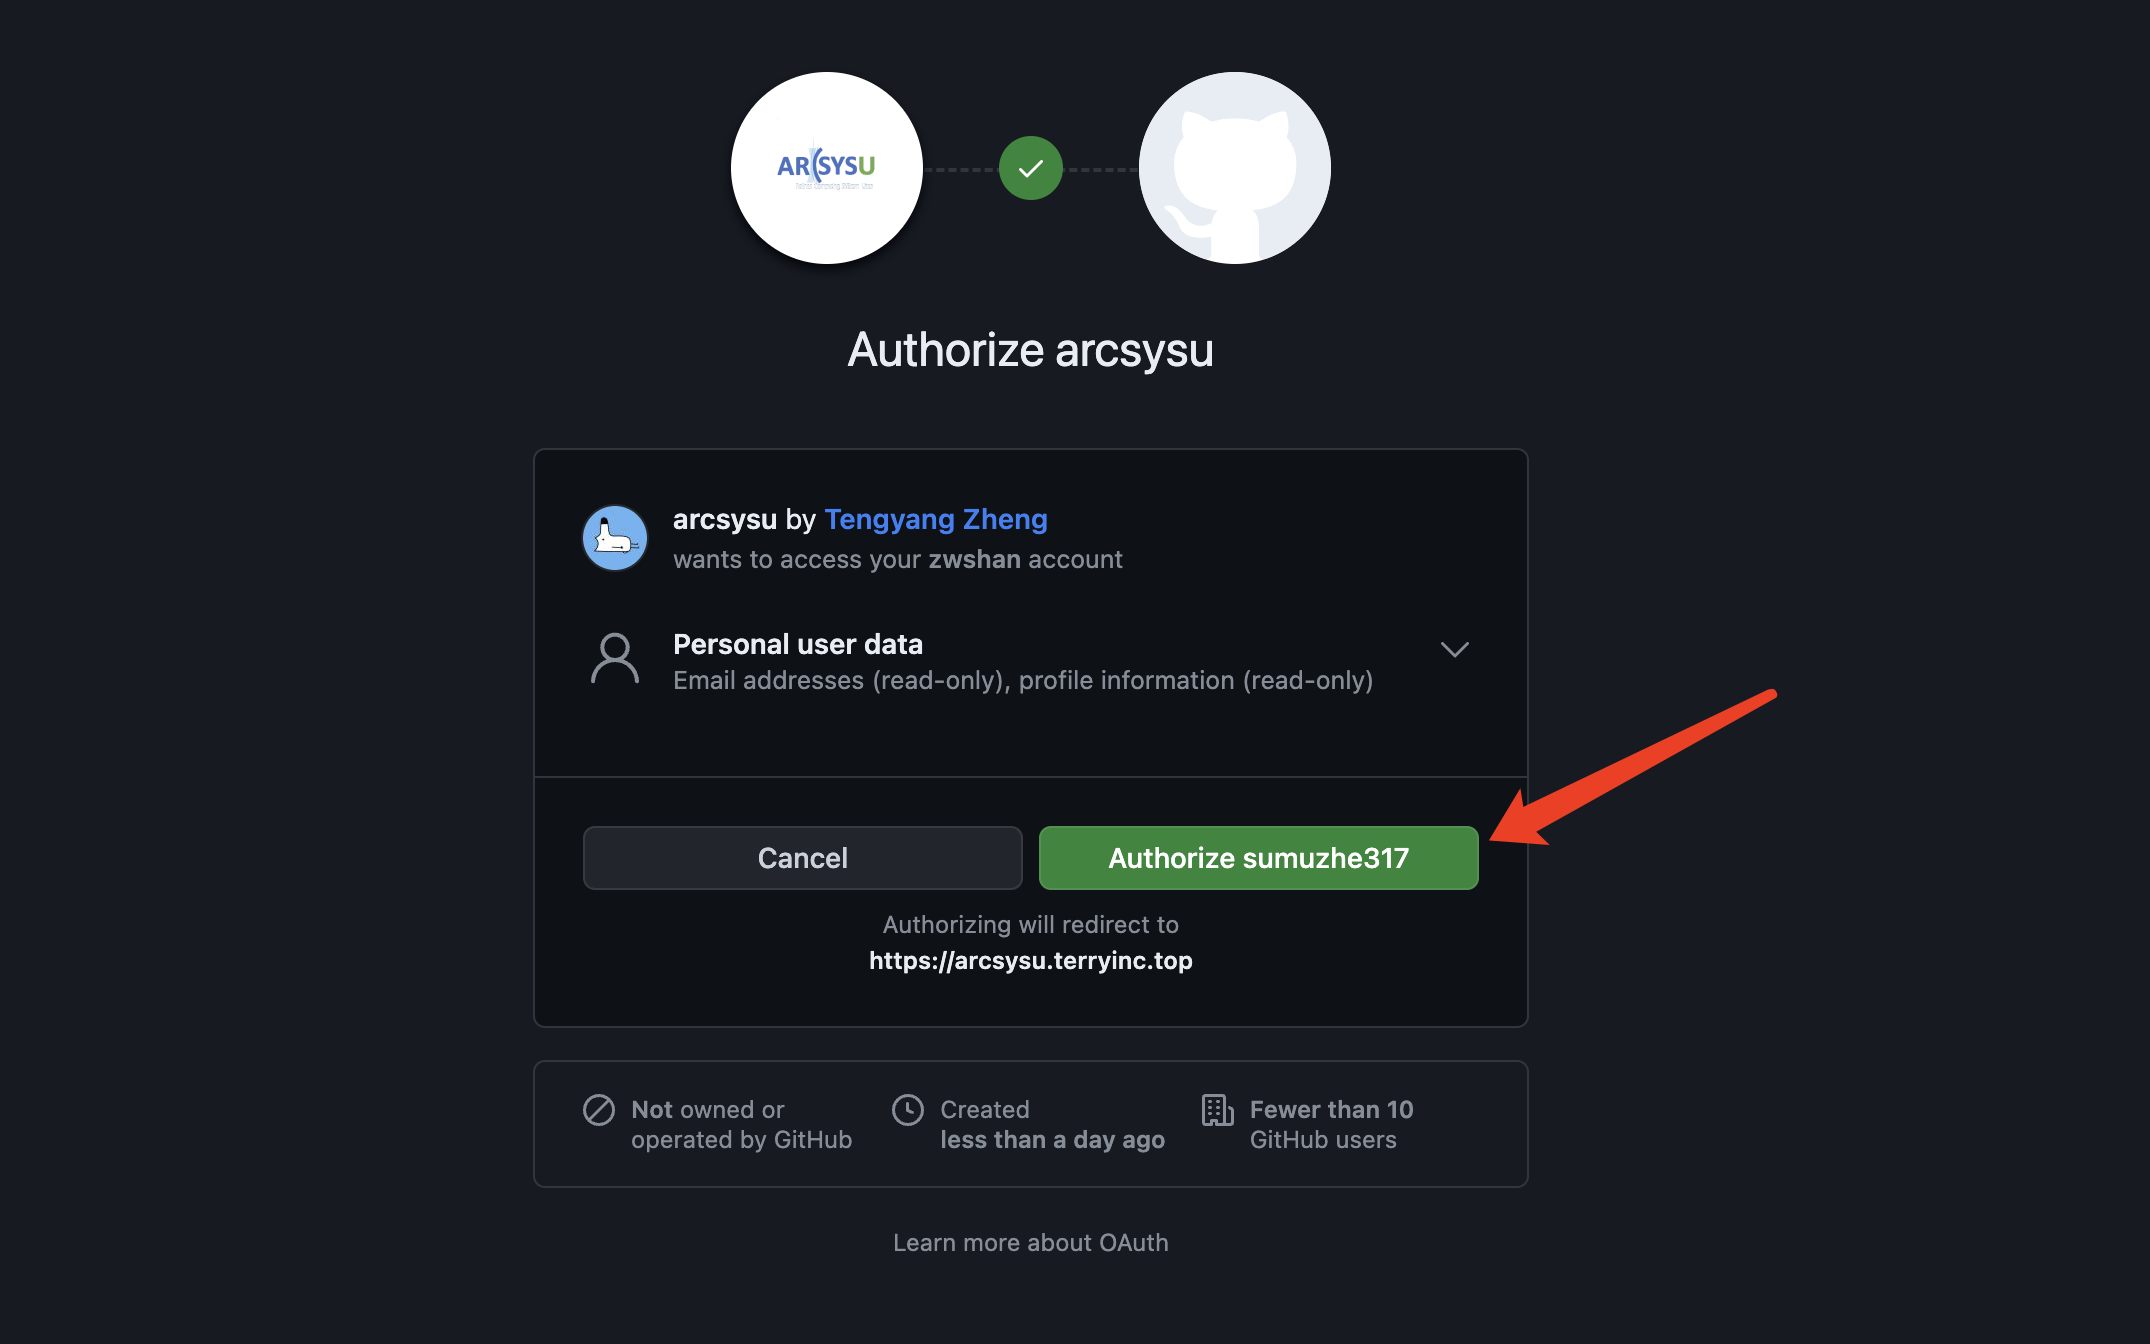 ARCSYSU
Authorize arcsysu
arcsysu by Tengyang Zheng
wants to access your zwshan account
Personal user data
Email addresses (read-only), profile information (read-only)
Cancel
Authorize sumuzhe317
Authorizing will redirect to
https://arcsysu.terryinc.top
Not owned or
operated by GitHub
Created
less than a day ago
Fewer than 10
GitHub users
Learn more about OAuth